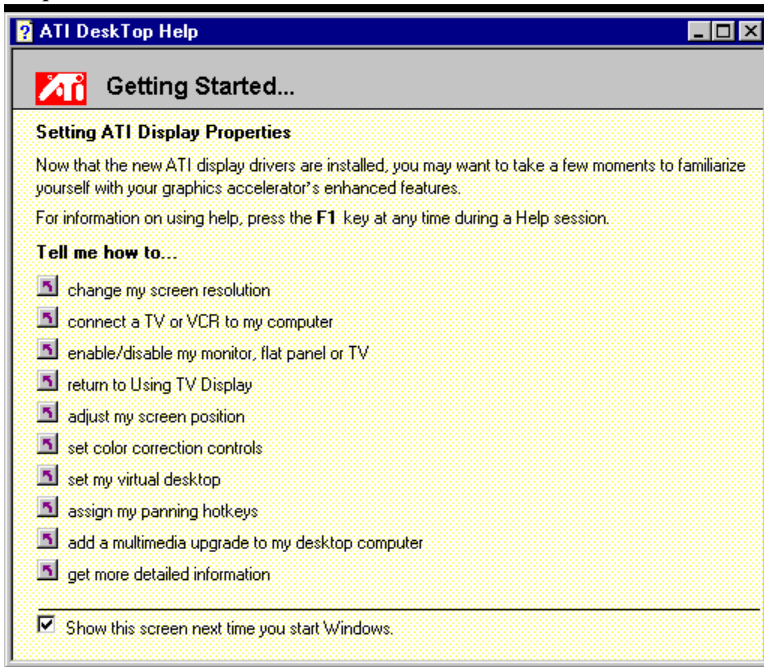 ATI DeskTop Help
ATi Getting Started...
Setting ATI Display Properties
Now that the new ATI display drivers are installed, you may want to take a few moments to familiarize
yourself with your graphics accelerator's enhanced features.
For information on using help, press the F1 key at any time during a Help session.
Tell me how to...
change my screen resolution
connect a TV or VCR to my computer
enable/disable my monitor, flat panel or TV
return to Using TV Display
adjust my screen position
set color correction controls
set my virtual desktop
assign my panning hotkeys
add a multimedia upgrade to my desktop computer
get more detailed information
Show this screen next time you start Windows.